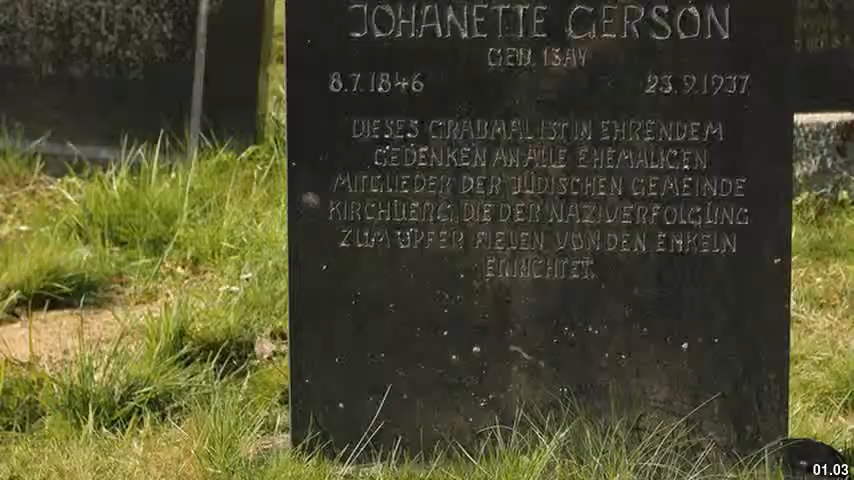 JOHANETTE GERSON
GEB. ISAY
8.7.1846 23.9.1937
DIESES GRABMAL IST IN EHRENDEM
GEDENKEN AN ALLE EHEMALIGEN
MITGLIEDER DER JÜDISCHEN GEMEINDE
KIRCHBERG, DIE DER NAZIVERFOLGUNG
ZUM OPFER FIELEN VON DEN ENKELN
ERRICHTET.
01.03